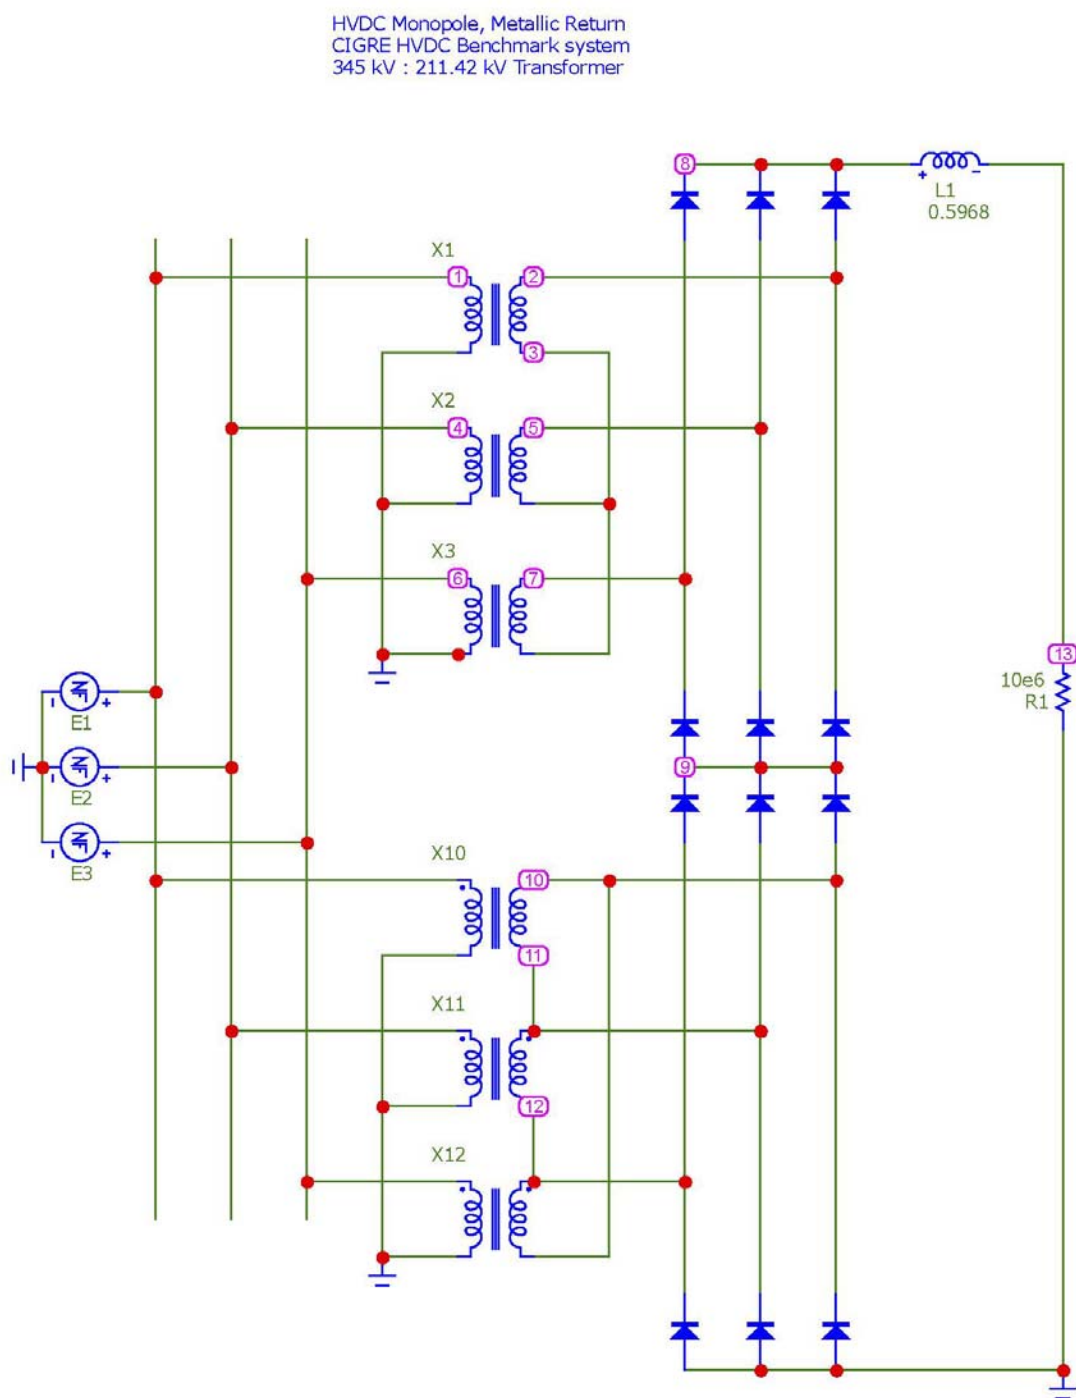 HVDC Monopole, Metallic Return
CIGRE HVDC Benchmark system
345 kV : 211.42 kV Transformer
8
L1
0.5968
X1
1
2
3
X2
4
5
X3
6
7
13
10e6
R1
E1
9
E2
E3
X10
10
11
X11
12
X12